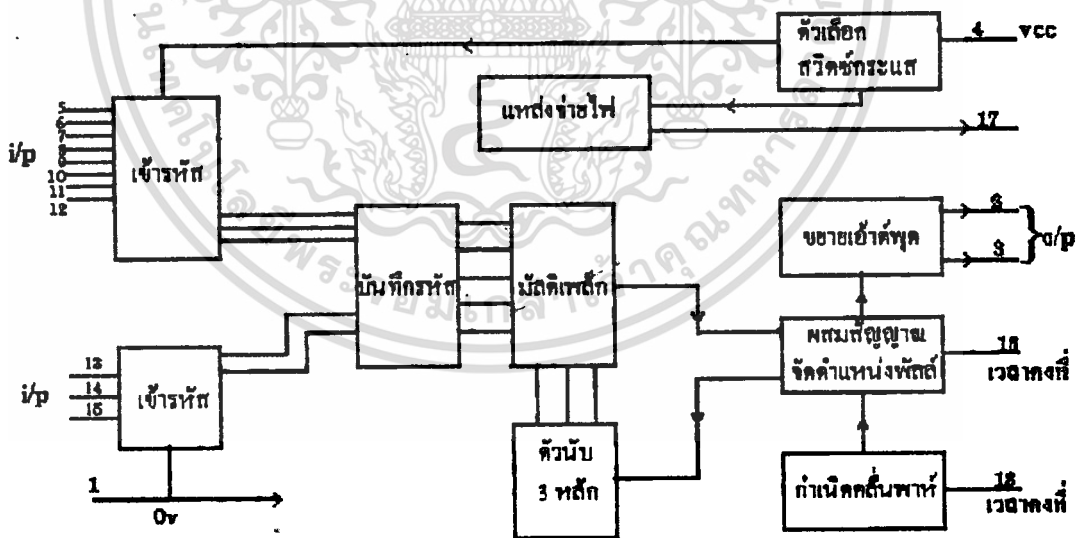 ตัวเลือก
สวิตซ์กระแส
4 vcc
แหล่งจ่ายไฟ
17
i/p
5
6
7
8
9
10
11
12
เข้ารหัส
บันทึกรหัส
มัลติเพล็ก
ขยายเอ้าต์พุต
3
3
o/p
ผสมสัญญาณ
จัดตำแหน่งพัลส์
16
เวลาคงที่
i/p
13
14
15
เข้ารหัส
ตัวนับ
3 หลัก
กำเนิดคลื่นพาห์
18
เวลาคงที่
1
0v